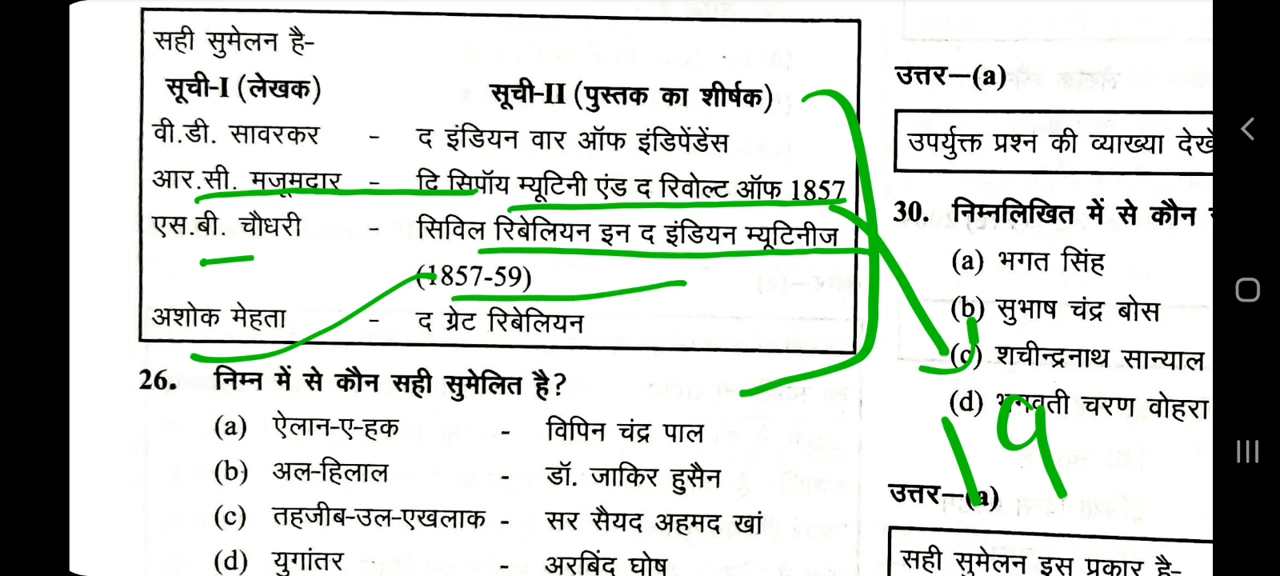 सही सुमेलन है-
सूची-I (लेखक) सूची-II (पुस्तक का शीर्षक)
वी.डी. सावरकर - द इंडियन वार ऑफ इंडिपेंडेंस
आर.सी. मजूमदार - दि सिपॉय म्यूटिनी एंड द रिवोल्ट ऑफ 1857
एस.बी. चौधरी - सिविल रिबेलियन इन द इंडियन म्यूटिनीज
(1857-59)
अशोक मेहता - द ग्रेट रिबेलियन
26. निम्न में से कौन सही सुमेलित है?
(a) ऐलान-ए-हक - विपिन चंद्र पाल
(b) अल-हिलाल - डॉ. जाकिर हुसैन
(c) तहजीब-उल-एखलाक - सर सैयद अहमद खां
(d) युगांतर - अरबिंद घोष
उत्तर—(a)
उपर्युक्त प्रश्न की व्याख्या देखें
30. निम्नलिखित में से कौन
(a) भगत सिंह
(b) सुभाष चंद्र बोस
(c) शचीन्द्रनाथ सान्याल
(d) भगवती चरण वोहरा
19
उत्तर—(a)
सही सुमेलन इस प्रकार है-